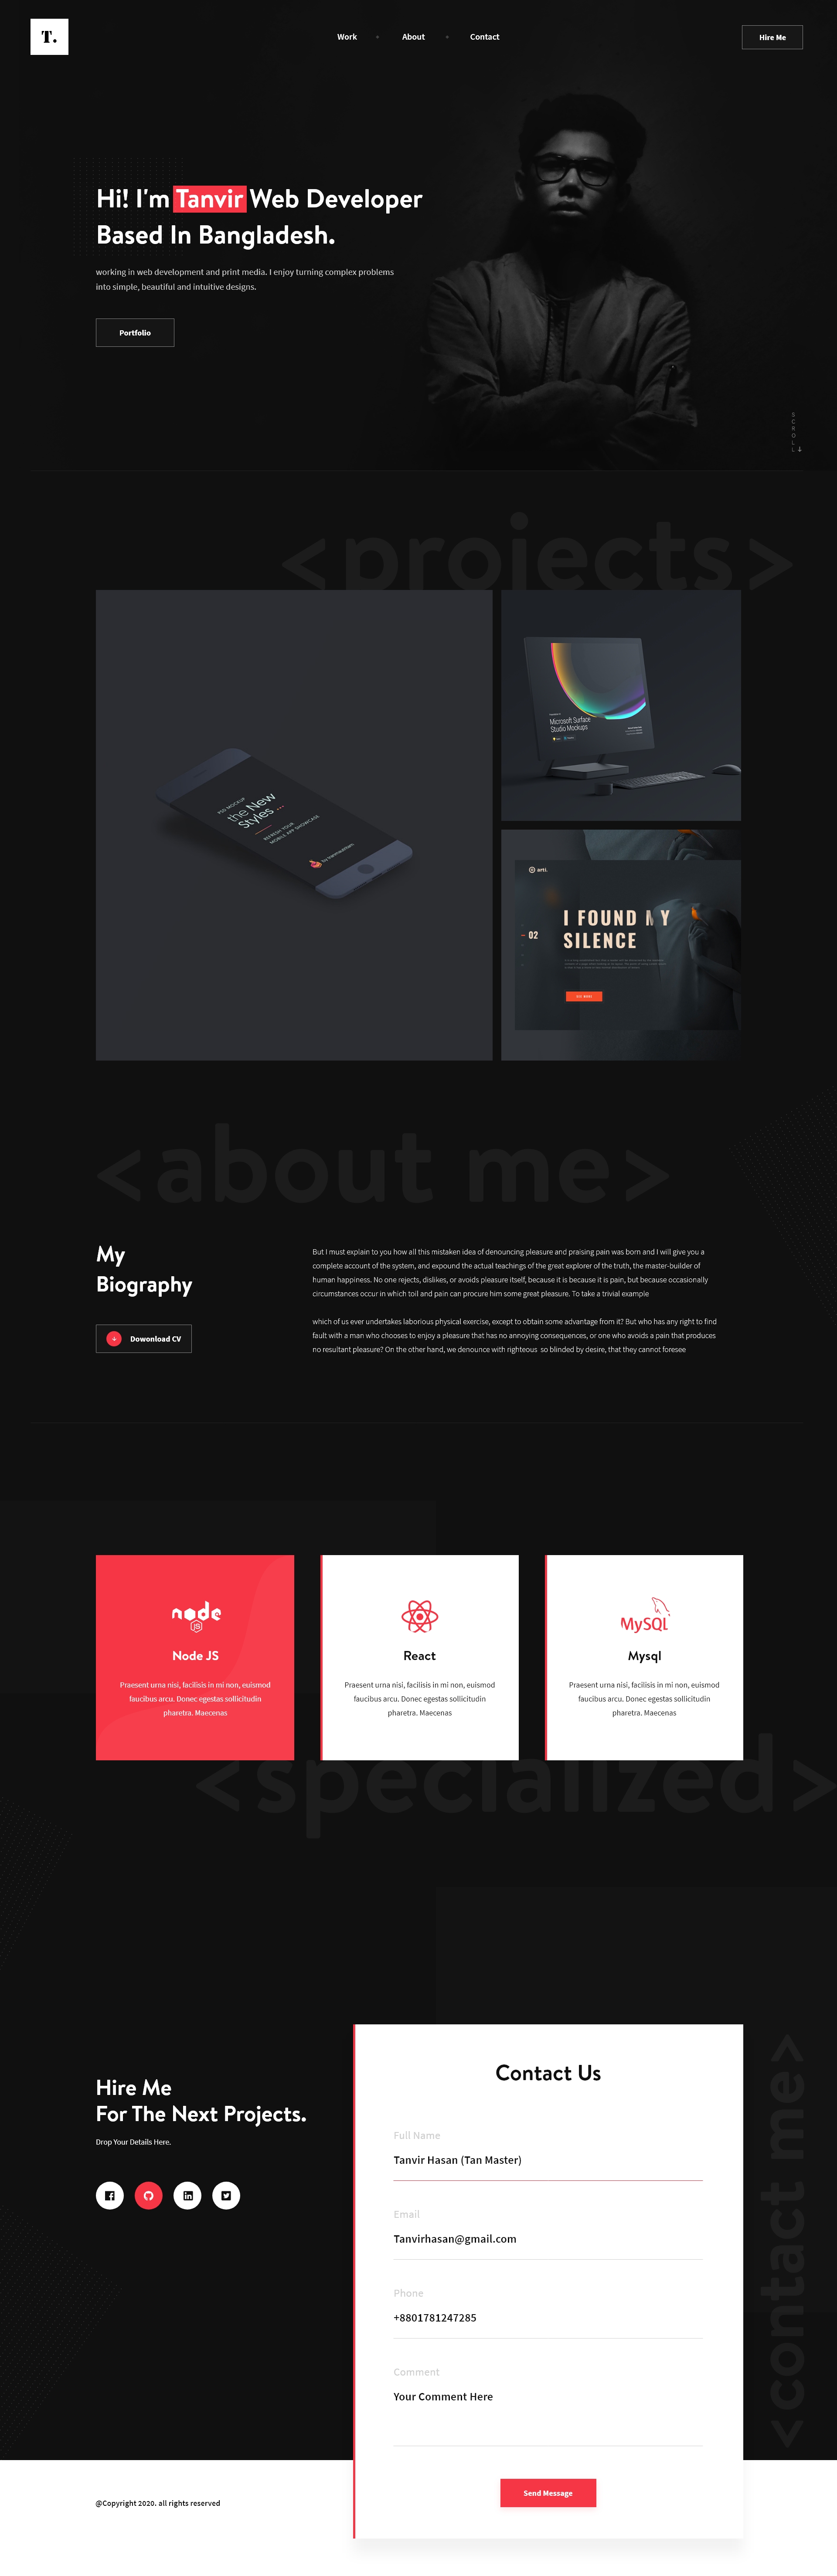 T.
Work
About
Contact
Hire Me
Hi! I'm Tanvir Web Developer
Based In Bangladesh.
working in web development and print media. I enjoy turning complex problems
into simple, beautiful and intuitive designs.
Portfolio
SCROLL
<projects>
PSD MOCKUP
the New
Styles
REFRESH YOUR
MOBILE APP SHOWCASE
Microsoft Surface
Studio Mockups
arti.
02
I FOUND MY
SILENCE
<about me>
My
Biography
Dowonload CV
But I must explain to you how all this mistaken idea of denouncing pleasure and praising pain was born and I will give you a
complete account of the system, and expound the actual teachings of the great explorer of the truth, the master-builder of
human happiness. No one rejects, dislikes, or avoids pleasure itself, because it is because it is pain, but because occasionally
circumstances occur in which toil and pain can procure him some great pleasure. To take a trivial example
which of us ever undertakes laborious physical exercise, except to obtain some advantage from it? But who has any right to find
fault with a man who chooses to enjoy a pleasure that has no annoying consequences, or one who avoids a pain that produces
no resultant pleasure? On the other hand, we denounce with righteous so blinded by desire, that they cannot foresee
node
JS
Node JS
Praesent urna nisi, facilisis in mi non, euismod
faucibus arcu. Donec egestas sollicitudin
pharetra. Maecenas
React
Praesent urna nisi, facilisis in mi non, euismod
faucibus arcu. Donec egestas sollicitudin
pharetra. Maecenas
MySQL
Mysql
Praesent urna nisi, facilisis in mi non, euismod
faucibus arcu. Donec egestas sollicitudin
pharetra. Maecenas
<specialized>
Hire Me
For The Next Projects.
Drop Your Details Here.
Contact Us
Full Name
Tanvir Hasan (Tan Master)
Email
Tanvirhasan@gmail.com
Phone
+8801781247285
Comment
Your Comment Here
Send Message
<contact me>
@Copyright 2020. all rights reserved